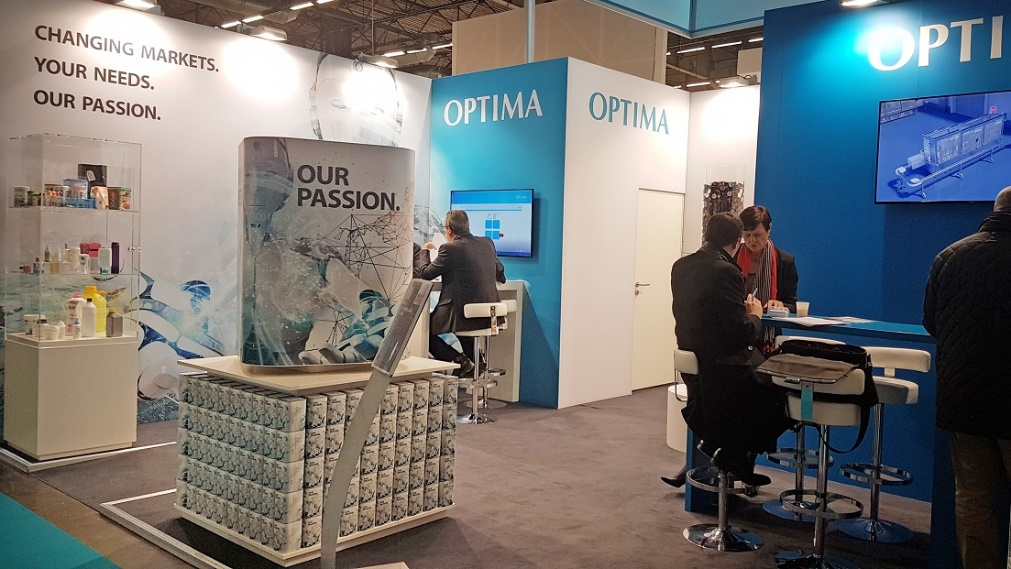 CHANGING MARKETS.
YOUR NEEDS.
OUR PASSION.
OUR
PASSION.
OPTIMA
OPTIMA
OPTI